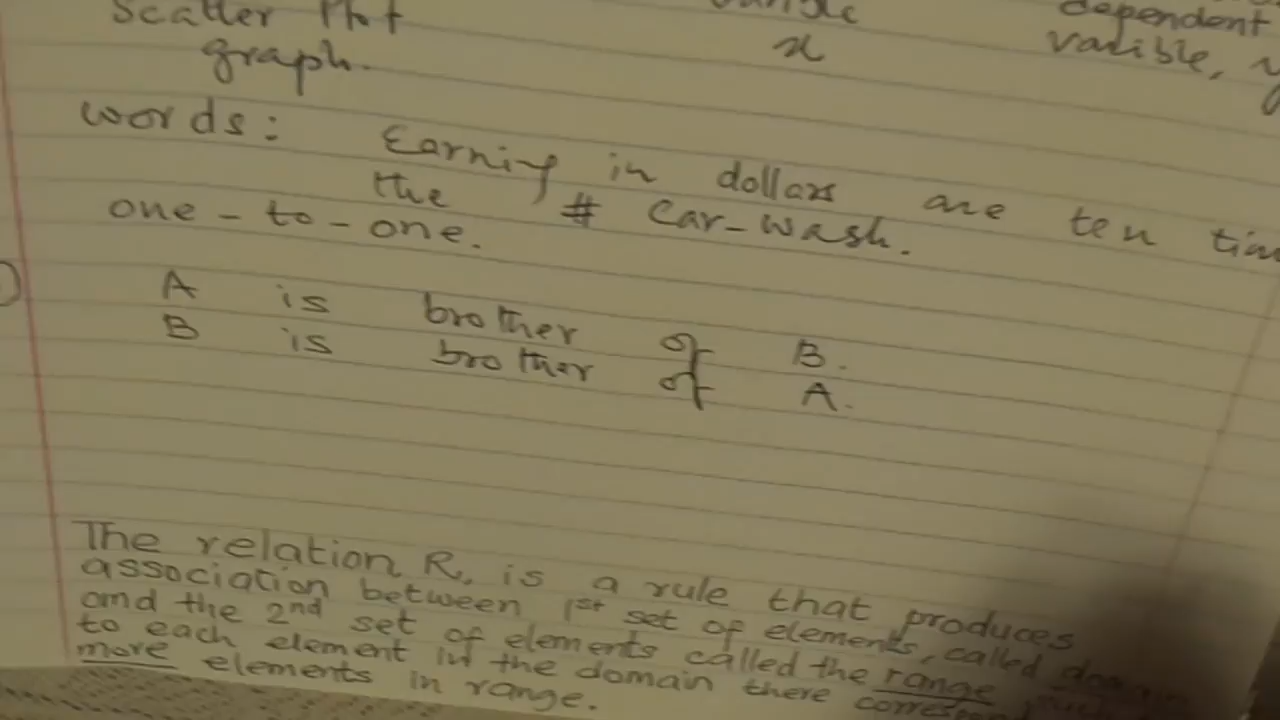 Scatter Plot dependent
graph. x varible, y
words: Earning in dollars are ten
the # Car-wash.
one-to-one.
A is brother of B.
B is brother of A.
The relation R, is a rule that produces
association between 1st set of elements, called domain
and the 2nd set of elements called the range
to each element in the domain there
more elements in range.